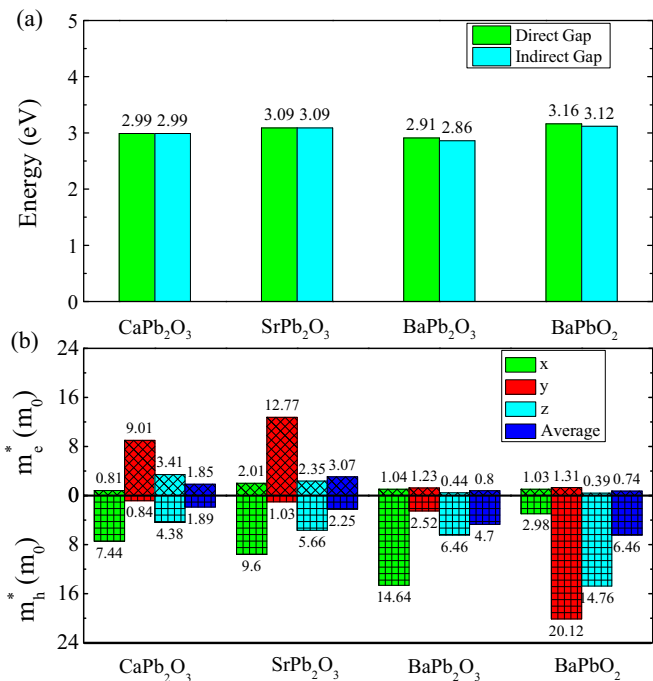 (a)
5
4
3
2
1
0
Energy (eV)
Direct Gap
Indirect Gap
2.99 2.99
3.09 3.09
2.91 2.86
3.16 3.12
CaPb₂O₃ SrPb₂O₃ BaPb₂O₃ BaPbO₂
(b)
24
16
8
0
8
16
24
m*ₑ (m₀)
m*ₕ (m₀)
x
y
z
Average
0.81 9.01 3.41 1.85
7.44 0.84 4.38 1.89
2.01 12.77 2.35 3.07
9.6 1.03 5.66 2.25
1.04 1.23 0.44 0.8
14.64 2.52 6.46 4.7
1.03 1.31 0.39 0.74
2.98 20.12 14.76 6.46
CaPb₂O₃ SrPb₂O₃ BaPb₂O₃ BaPbO₂